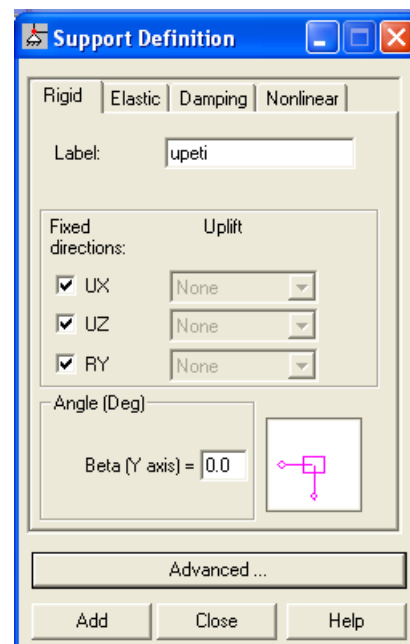 Support Definition
Rigid Elastic Damping Nonlinear
Label: upeti
Fixed directions: Uplift
UX None
UZ None
RY None
Angle (Deg)
Beta (Y axis) = 0.0
Advanced ...
Add Close Help